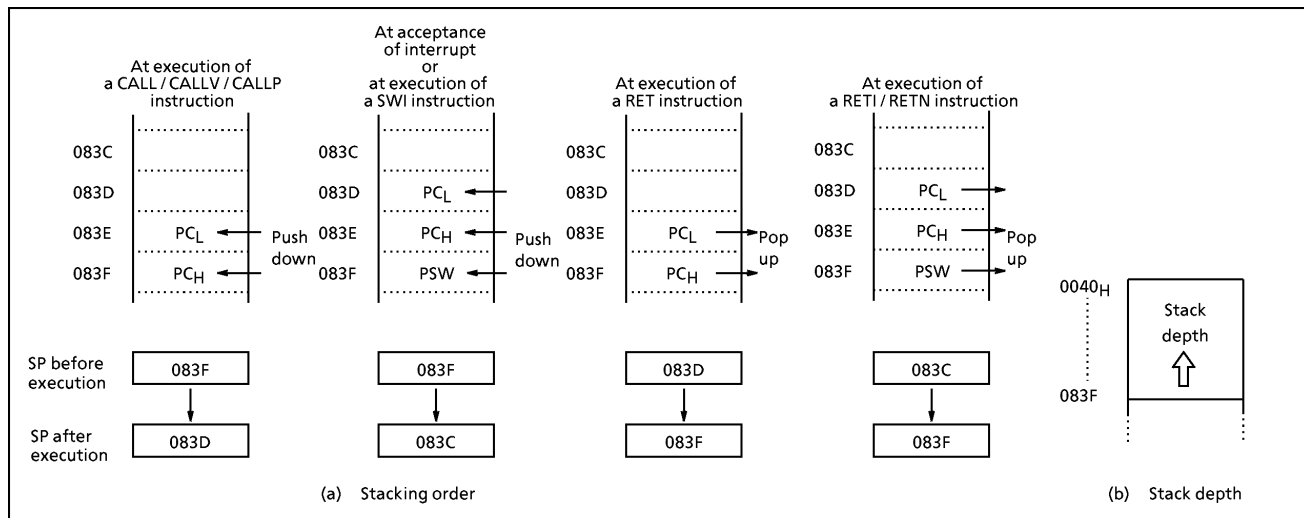 At execution of
a CALL / CALLV / CALLP
instruction
083C
083D
083E
083F
PCL
PCH
Push
down
At acceptance
of interrupt
or
at execution of
a SWI instruction
083C
083D
083E
083F
PCL
PCH
PSW
Push
down
At execution of
a RET instruction
083C
083D
083E
083F
PCL
PCH
Pop
up
At execution of
a RETI / RETN instruction
083C
083D
083E
083F
PCL
PCH
PSW
Pop
up
SP before
execution
083F
083F
083D
083C
SP after
execution
083D
083C
083F
083F
(a) Stacking order
0040H
083F
Stack
depth
(b) Stack depth